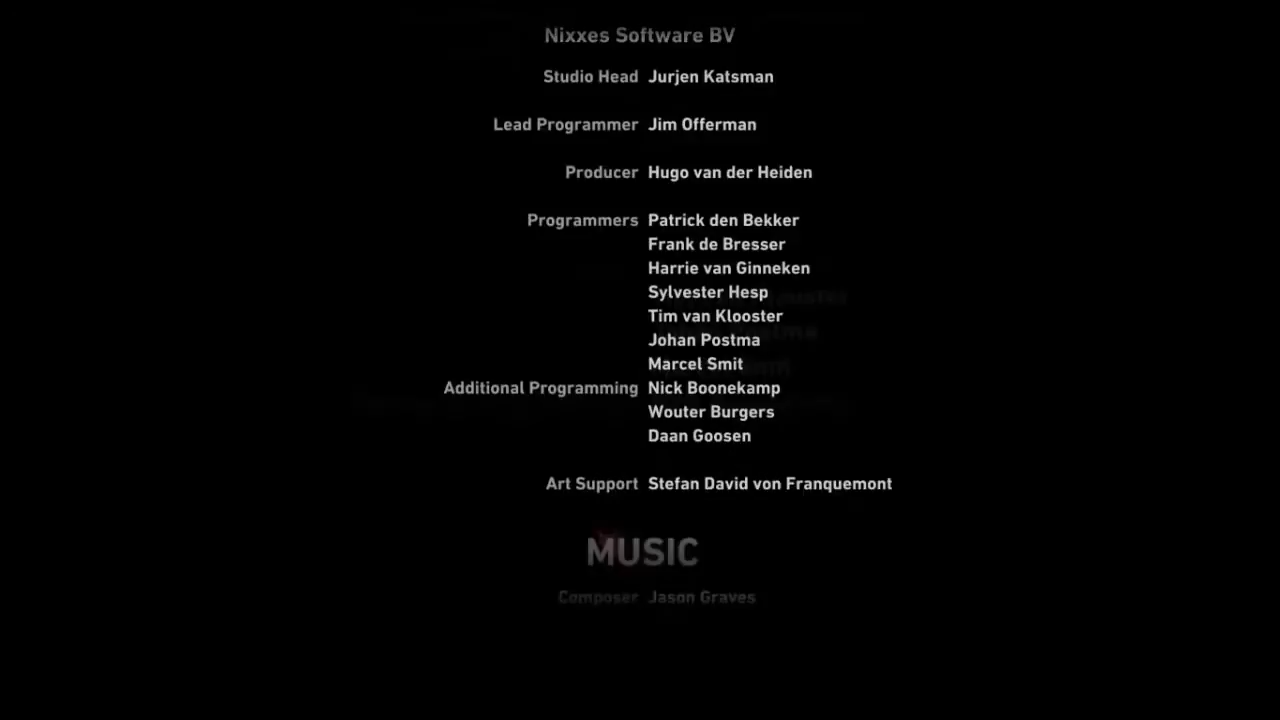 Nixxes Software BV
Studio Head Jurjen Katsman
Lead Programmer Jim Offerman
Producer Hugo van der Heiden
Programmers Patrick den Bekker
Frank de Bresser
Harrie van Ginneken
Sylvester Hesp
Tim van Klooster
Johan Postma
Marcel Smit
Additional Programming Nick Boonekamp
Wouter Burgers
Daan Goosen
Art Support Stefan David von Franquemont
MUSIC
Composer Jason Graves